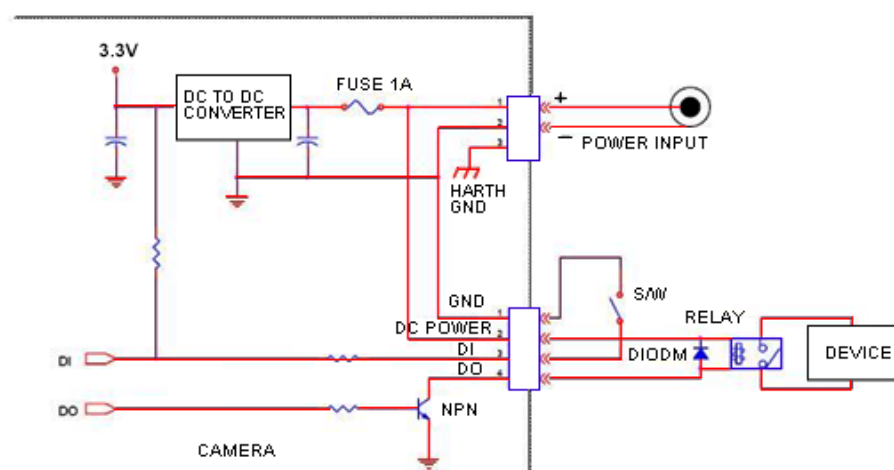 3.3V
DC TO DC
CONVERTER
FUSE 1A
1
2
3
+
−
POWER INPUT
HARTH
GND
GND
DC POWER
DI
DO
1
2
3
4
S/W
RELAY
DIODM
DEVICE
DI
DO
NPN
CAMERA